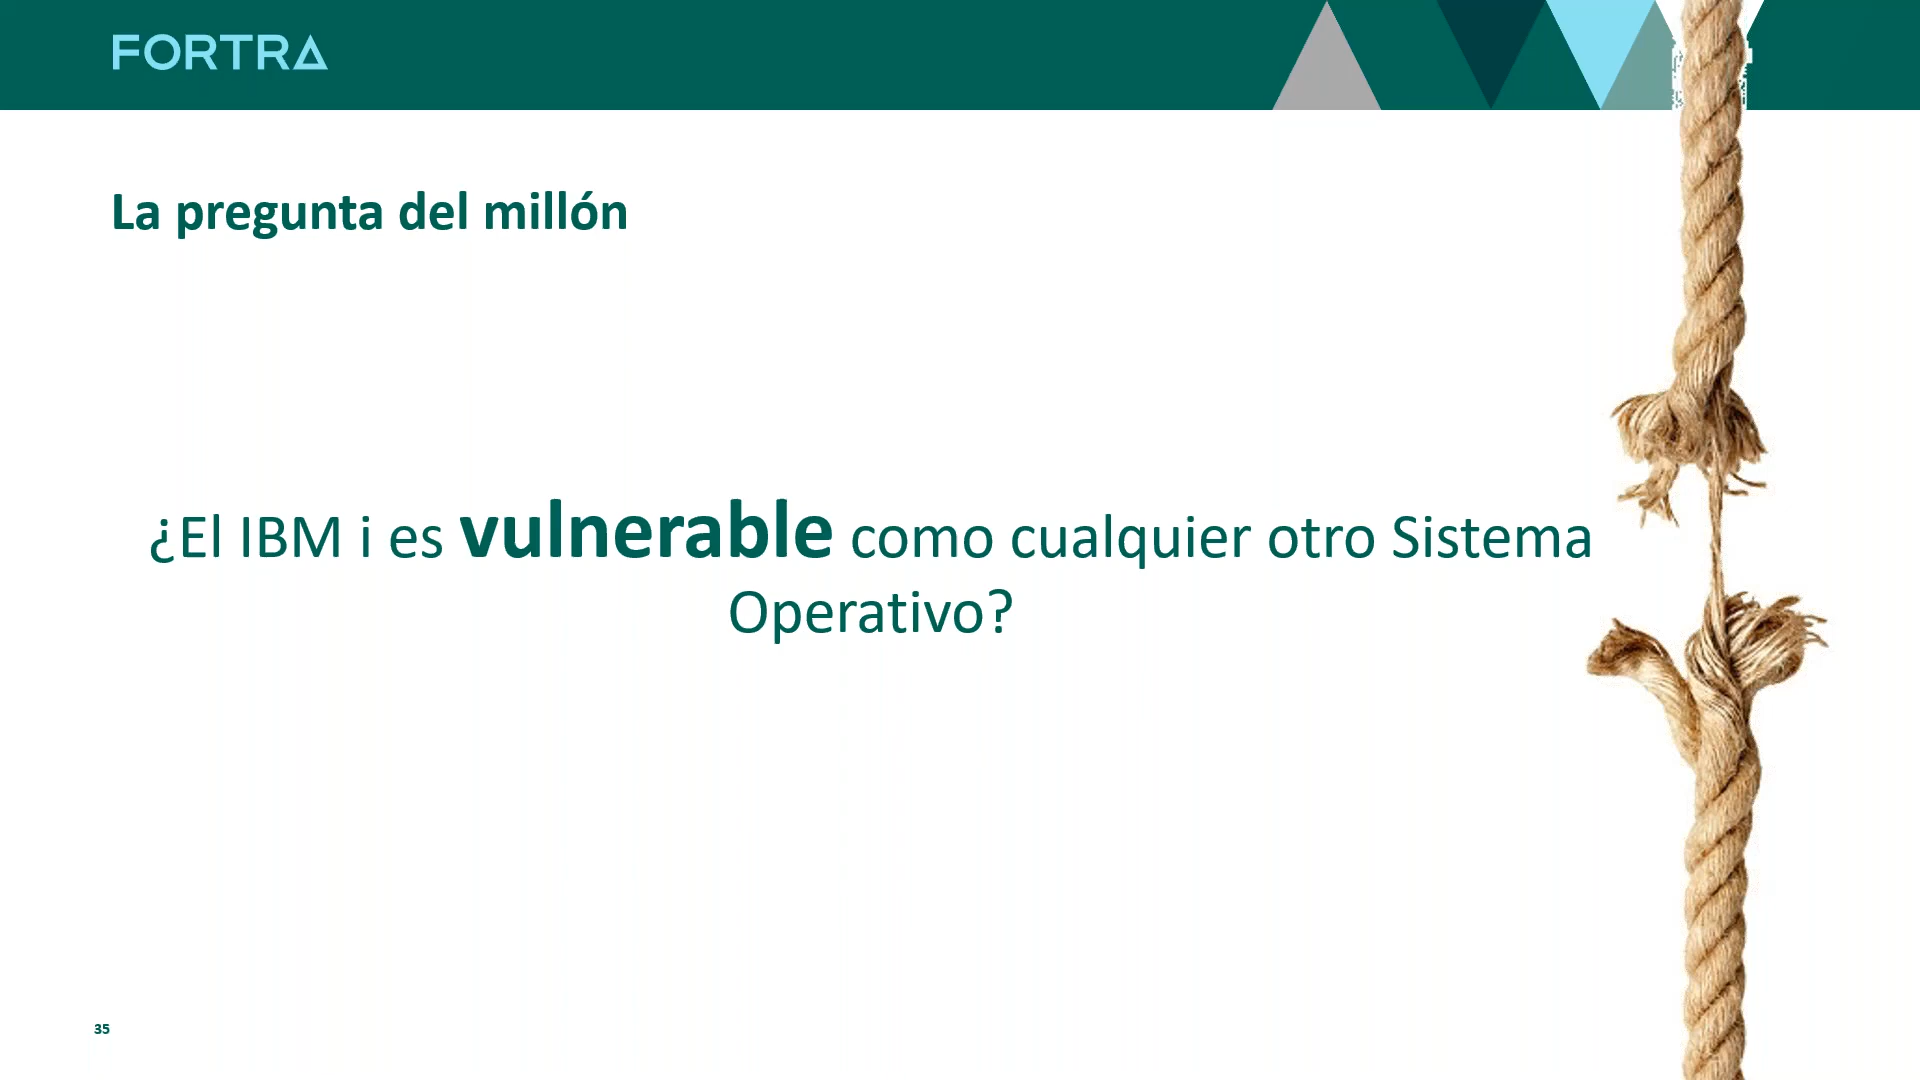 FORTRA
La pregunta del millón
¿El IBM i es vulnerable como cualquier otro Sistema
Operativo?
35